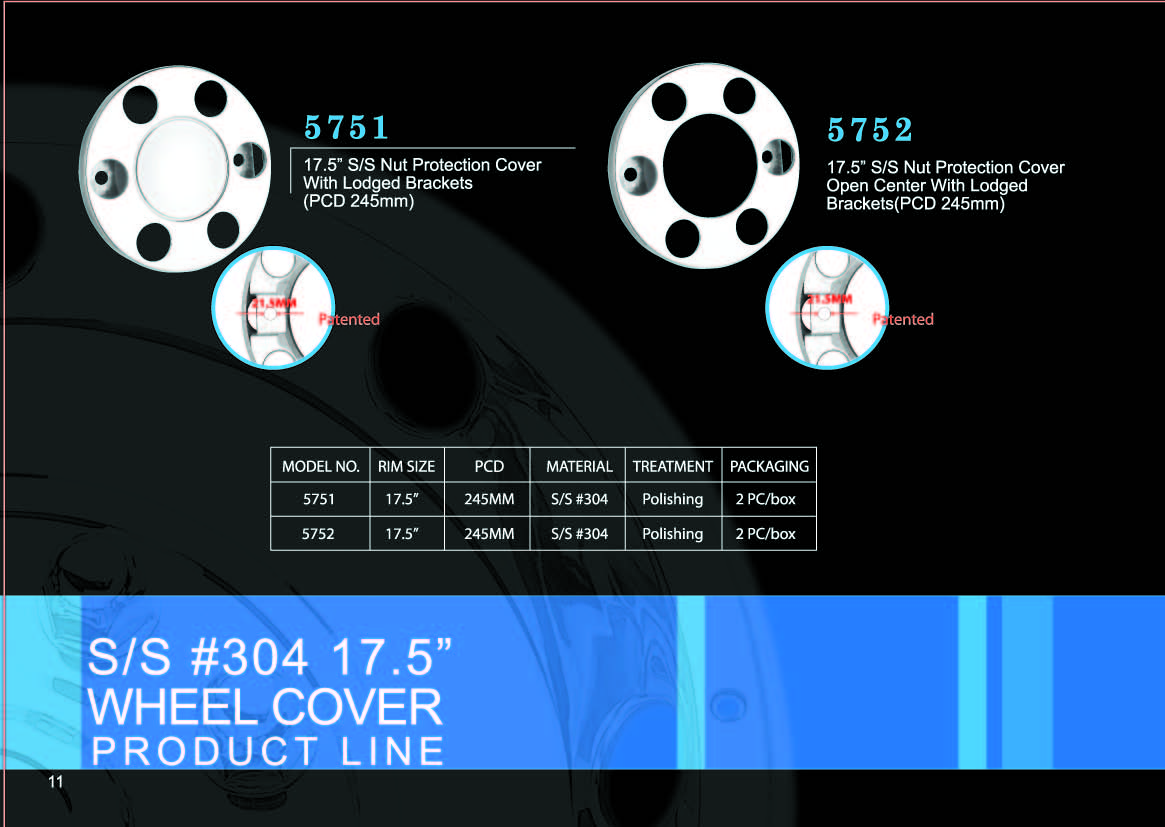 5751
17.5” S/S Nut Protection Cover
With Lodged Brackets
(PCD 245mm)
21.5MM
Patented
5752
17.5” S/S Nut Protection Cover
Open Center With Lodged
Brackets(PCD 245mm)
21.5MM
Patented
MODEL NO. RIM SIZE PCD MATERIAL TREATMENT PACKAGING
5751 17.5” 245MM S/S #304 Polishing 2 PC/box
5752 17.5” 245MM S/S #304 Polishing 2 PC/box
S/S #304 17.5”
WHEEL COVER
PRODUCT LINE
11